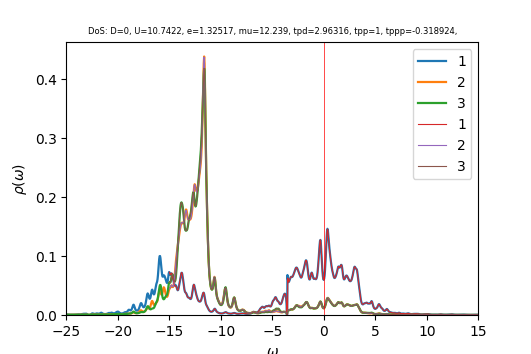 DoS: D=0, U=10.7422, e=1.32517, mu=12.239, tpd=2.96316, tpp=1, tppp=-0.318924,
ρ(ω)
0.4
0.3
0.2
0.1
0.0
1
2
3
1
2
3
−25 −20 −15 −10 −5 0 5 10 15
ω